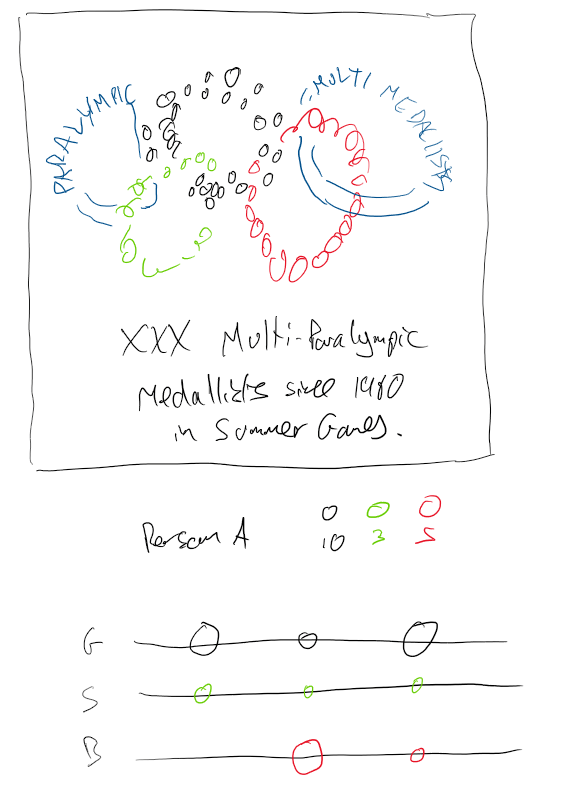 PARALYMPIC
MULTI MEDALLISTS
XXX Multi-Paralympic
Medallists since 1980
in Summer Games.
Person A
10 3 5
G
S
B